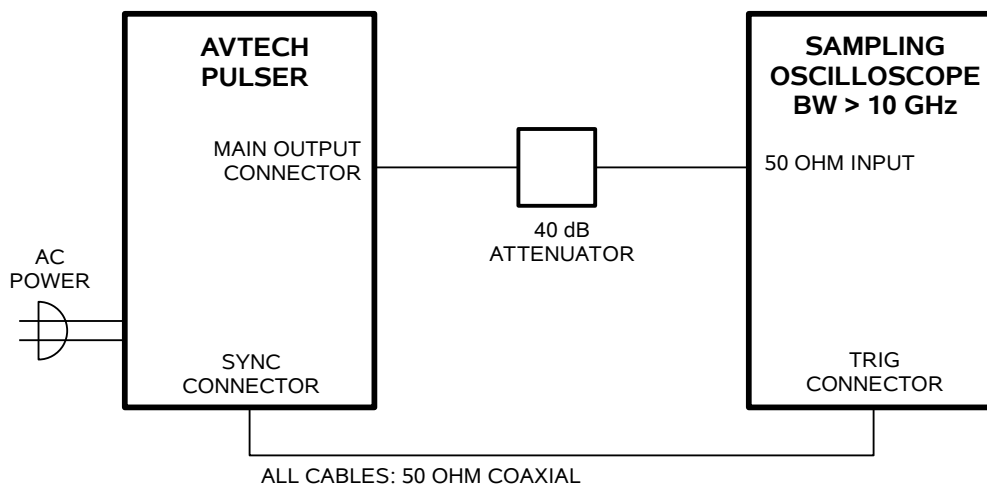 AVTECH
PULSER
SAMPLING
OSCILLOSCOPE
BW > 10 GHz
MAIN OUTPUT
CONNECTOR
50 OHM INPUT
40 dB
ATTENUATOR
AC
POWER
SYNC
CONNECTOR
TRIG
CONNECTOR
ALL CABLES: 50 OHM COAXIAL